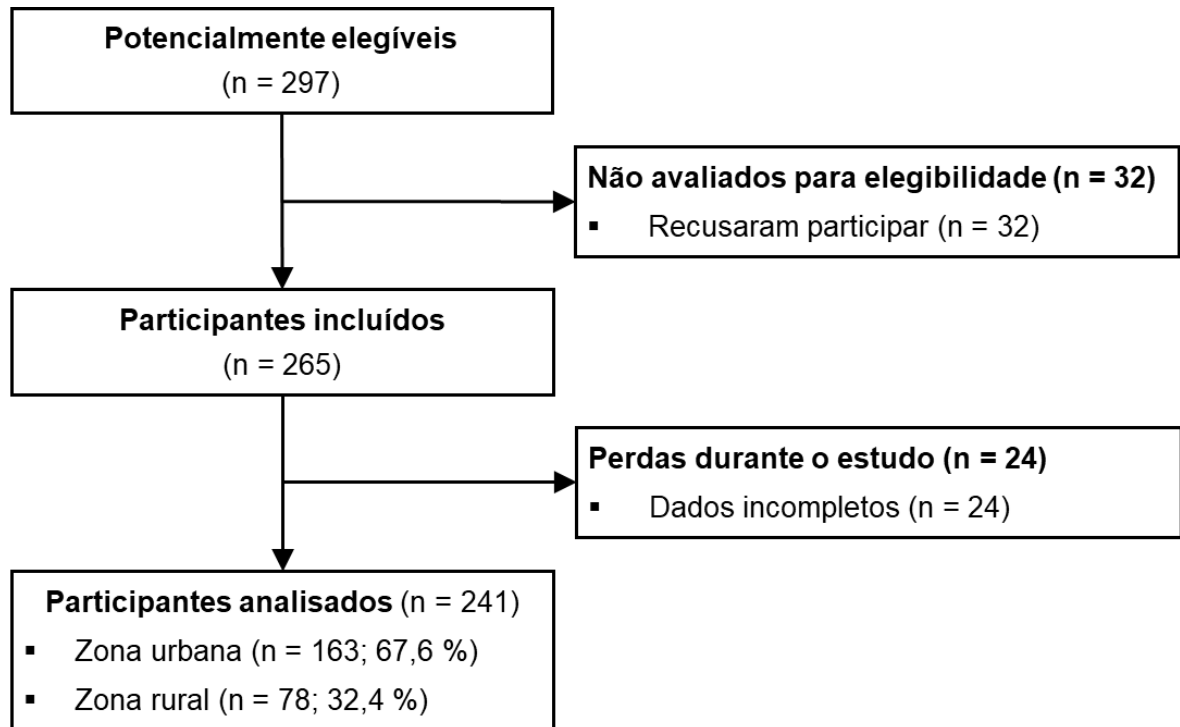 Potencialmente elegíveis
(n = 297)
Não avaliados para elegibilidade (n = 32)
▪ Recusaram participar (n = 32)
Participantes incluídos
(n = 265)
Perdas durante o estudo (n = 24)
▪ Dados incompletos (n = 24)
Participantes analisados (n = 241)
▪ Zona urbana (n = 163; 67,6 %)
▪ Zona rural (n = 78; 32,4 %)